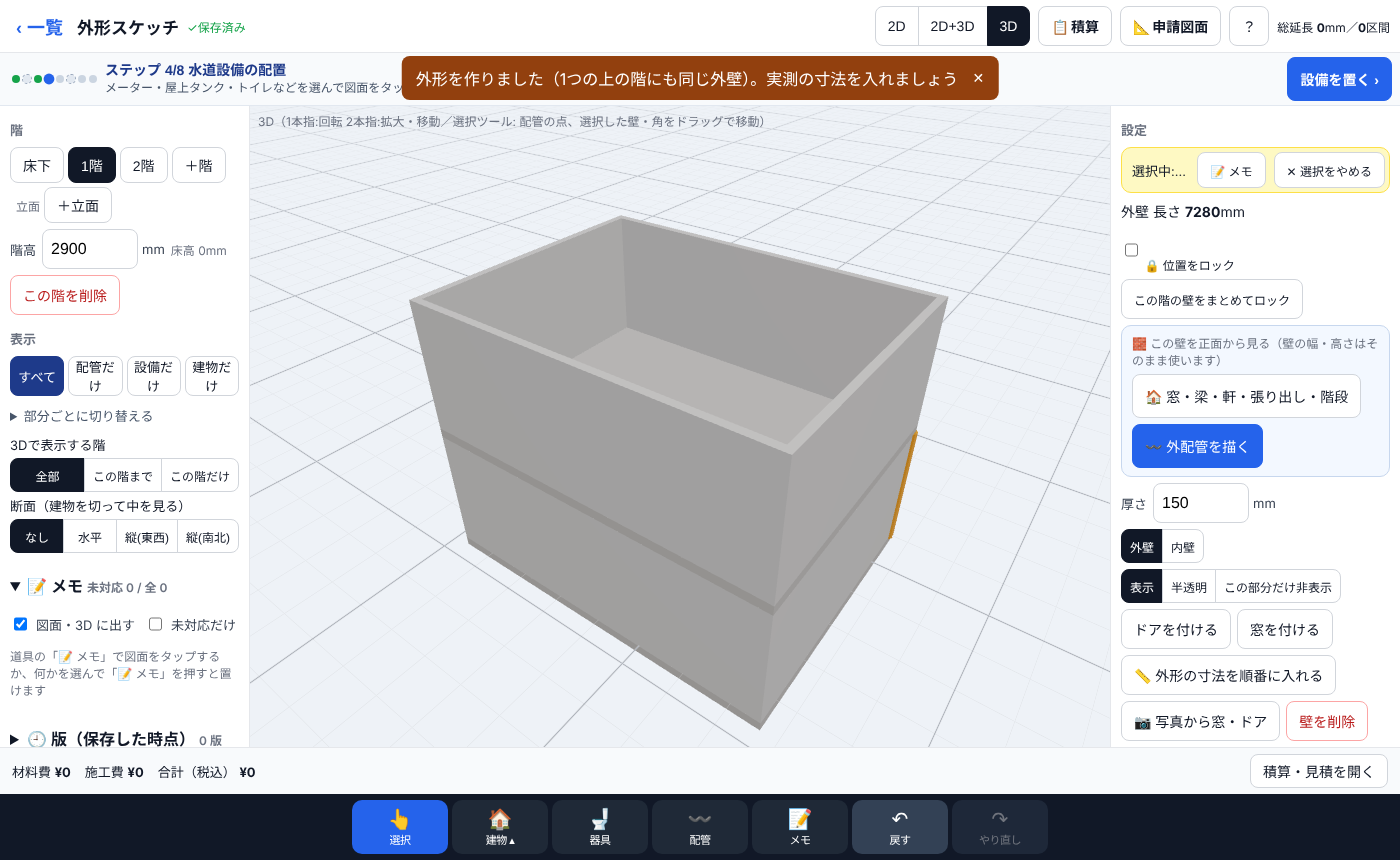 ‹ 一覧 外形スケッチ ✓保存済み
2D 2D+3D 3D 📋積算 📐申請図面 ? 総延長 0mm／0区間
ステップ 4/8 水道設備の配置
メーター・屋上タンク・トイレなどを選んで図面をタッ
外形を作りました（1つの上の階にも同じ外壁）。実測の寸法を入れましょう ✕
設備を置く ›
階
床下 1階 2階 ＋階
立面 ＋立面
階高 2900 mm 床高 0mm
この階を削除
表示
すべて 配管だけ 設備だけ 建物だけ
▶ 部分ごとに切り替える
3Dで表示する階
全部 この階まで この階だけ
断面（建物を切って中を見る）
なし 水平 縦(東西) 縦(南北)
▼ 📝 メモ 未対応 0 / 全 0
図面・3D に出す 未対応だけ
道具の「📝 メモ」で図面をタップする
か、何かを選んで「📝 メモ」を押すと置
けます
▶ 🕘 版（保存した時点） 0 版
3D（1本指:回転 2本指:拡大・移動／選択ツール: 配管の点、選択した壁・角をドラッグで移動）
設定
選択中:... 📝 メモ ✕ 選択をやめる
外壁 長さ 7280mm
🔒 位置をロック
この階の壁をまとめてロック
🧱 この壁を正面から見る（壁の幅・高さはそ
のまま使います）
🏠 窓・梁・軒・張り出し・階段
〰️ 外配管を描く
厚さ 150 mm
外壁 内壁
表示 半透明 この部分だけ非表示
ドアを付ける 窓を付ける
📏 外形の寸法を順番に入れる
📷 写真から窓・ドア 壁を削除
材料費 ¥0 施工費 ¥0 合計（税込） ¥0
積算・見積を開く
選択 建物▲ 器具 配管 メモ 戻す やり直し